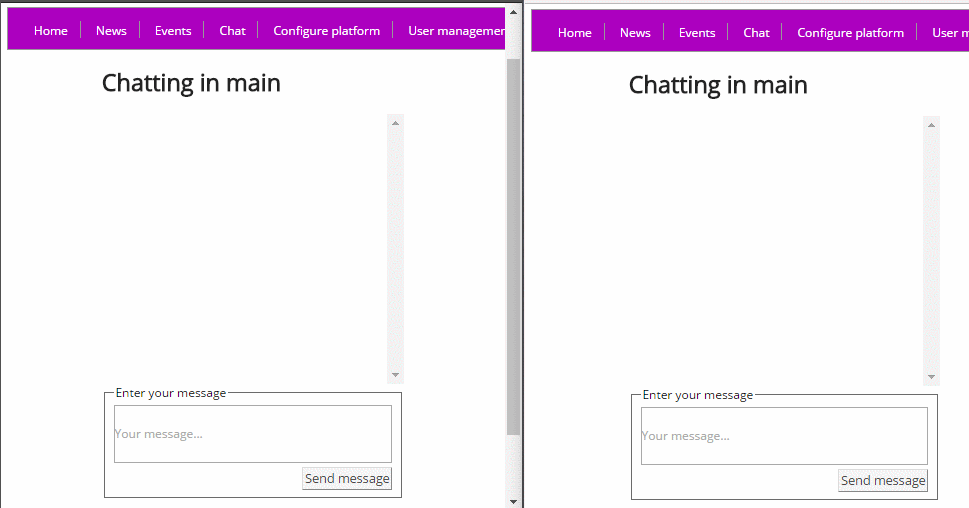 Home News Events Chat Configure platform User managemen
Chatting in main
Enter your message
Your message...
Send message
Home News Events Chat Configure platform User m
Chatting in main
Enter your message
Your message...
Send message